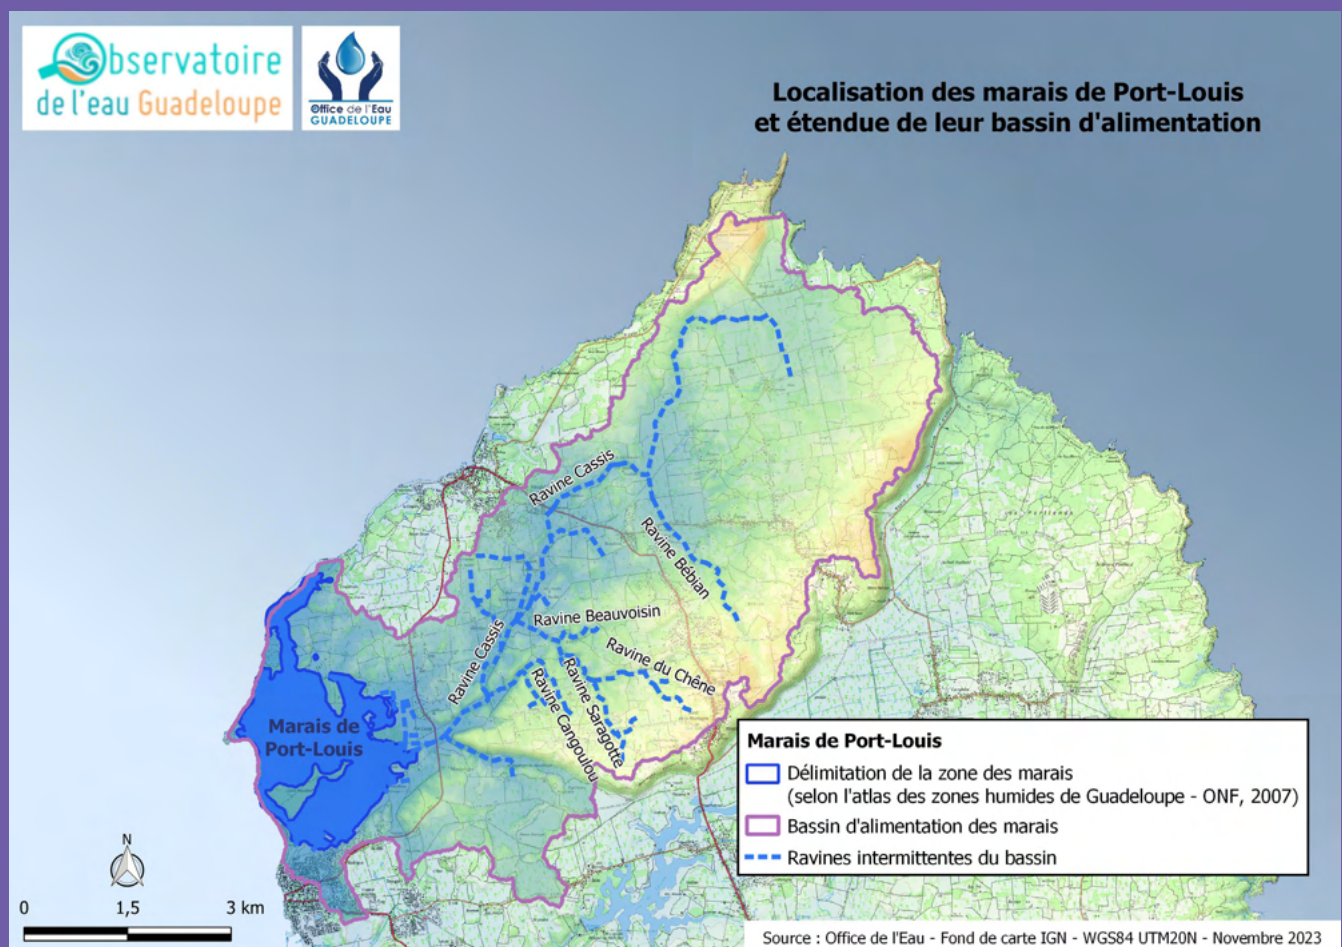 Observatoire
de l'eau Guadeloupe
Office de l'Eau
GUADELOUPE
Localisation des marais de Port-Louis
et étendue de leur bassin d'alimentation
Ravine Cassis
Ravine Bébian
Ravine Beauvoisin
Ravine Cassis
Ravine du Chêne
Ravine Saragotte
Ravine Cangoulou
Marais de
Port-Louis
Marais de Port-Louis
Délimitation de la zone des marais
(selon l'atlas des zones humides de Guadeloupe - ONF, 2007)
Bassin d'alimentation des marais
Ravines intermittentes du bassin
N
0 1,5 3 km
Source : Office de l'Eau - Fond de carte IGN - WGS84 UTM20N - Novembre 2023